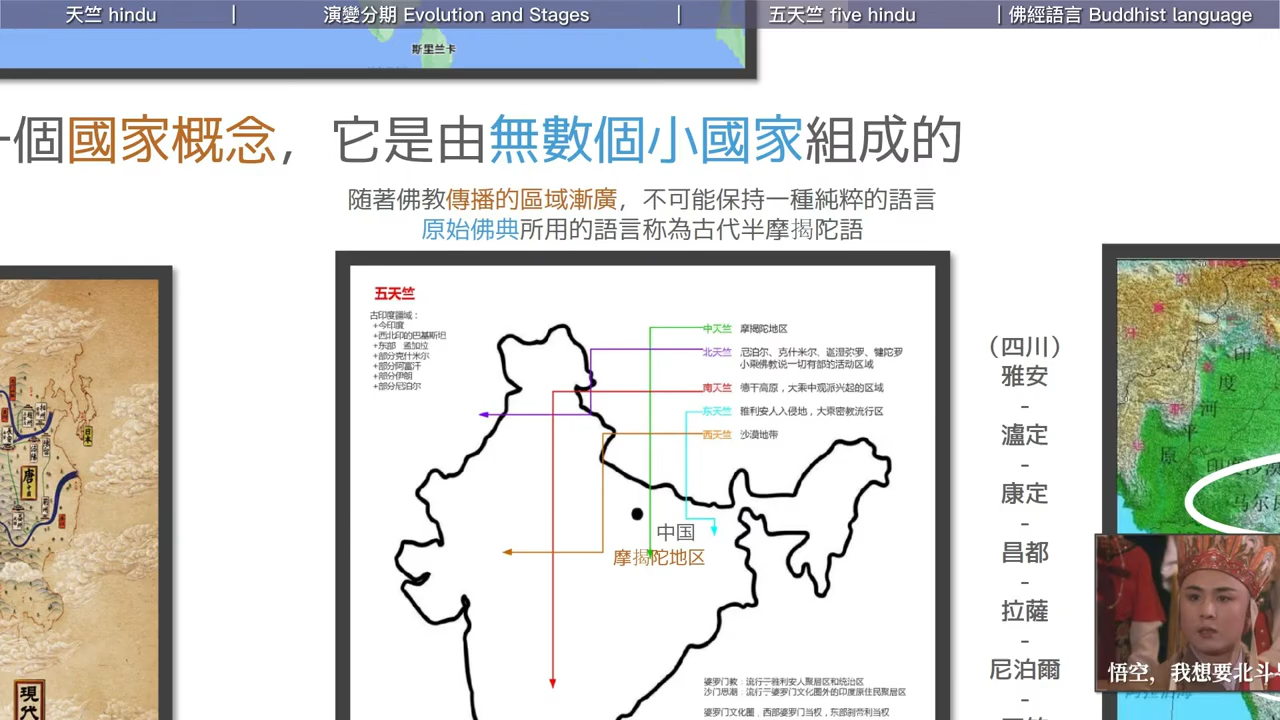 天竺 hindu
演變分期 Evolution and Stages
五天竺 five hindu
佛經語言 Buddhist language
斯里兰卡
一個國家概念，它是由無數個小國家組成的
随著佛教傳播的區域漸廣，不可能保持一種純粹的語言
原始佛典所用的語言称為古代半摩揭陀語
五天竺
古印度疆域：
+今印度
+西北印的巴基斯坦
+东部 孟加拉
+部分克什米尔
+部分阿富汗
+部分伊朗
+部分尼泊尔
中天竺 摩揭陀地区
北天竺 尼泊尔、克什米尔、迦湿弥罗、犍陀罗
小乘佛教说一切有部的活动区域
南天竺 德干高原，大乘中观派兴起的区域
东天竺 雅利安人入侵地，大乘密教流行区
西天竺 沙漠地带
中国
摩揭陀地区
婆罗门教：流行于雅利安人聚居区和统治区
沙门思潮：流行于婆罗门文化圈外的印度原住民聚居区
婆罗门文化圈：西部婆罗门当权，东部刹帝利当权
（四川）
雅安
-
瀘定
-
康定
-
昌都
-
拉薩
-
尼泊爾
-
唐
日本
現代
印
度
河
平
原
悟空，我想要北斗